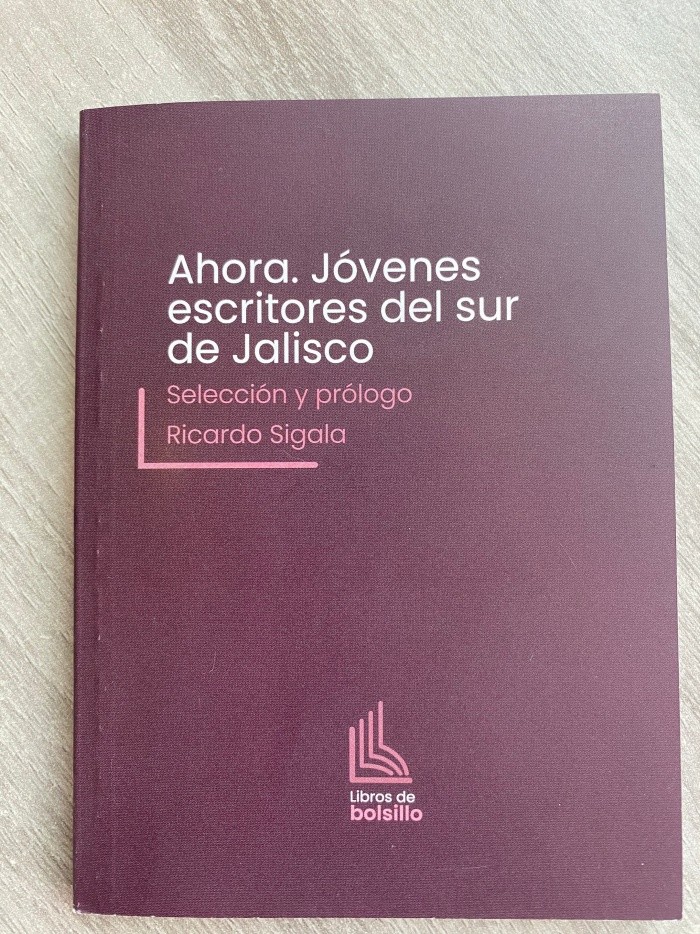 Ahora. Jóvenes
escritores del sur
de Jalisco
Selección y prólogo
Ricardo Sigala
Libros de
bolsillo